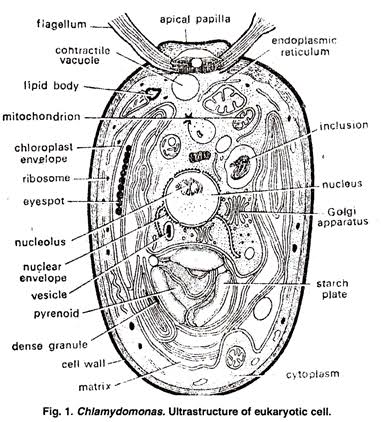 flagellum
apical papilla
endoplasmic
reticulum
contractile
vacuole
lipid body
mitochondrion
inclusion
chloroplast
envelope
ribosome
nucleus
eyespot
Golgi
apparatus
nucleolus
nuclear
envelope
vesicle
starch
plate
pyrenoid
dense granule
cell wall
matrix
cytoplasm
Fig. 1. Chlamydomonas. Ultrastructure of eukaryotic cell.